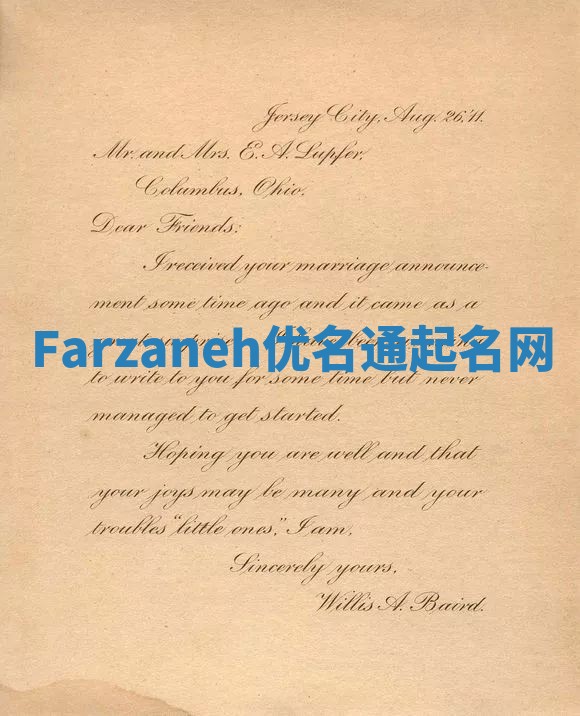 Jersey City, Aug. 26,'11.
Mr. and Mrs. E. A. Lupfer,
Columbus, Ohio.
Dear Friends:
I received your marriage announce-
ment some time ago and it came as a
Farzaneh优名通起名网
to write to you for some time but never
managed to get started.
Hoping you are well and that
your joys may be many and your
troubles "little ones," I am,
Sincerely yours,
Willis A. Baird.